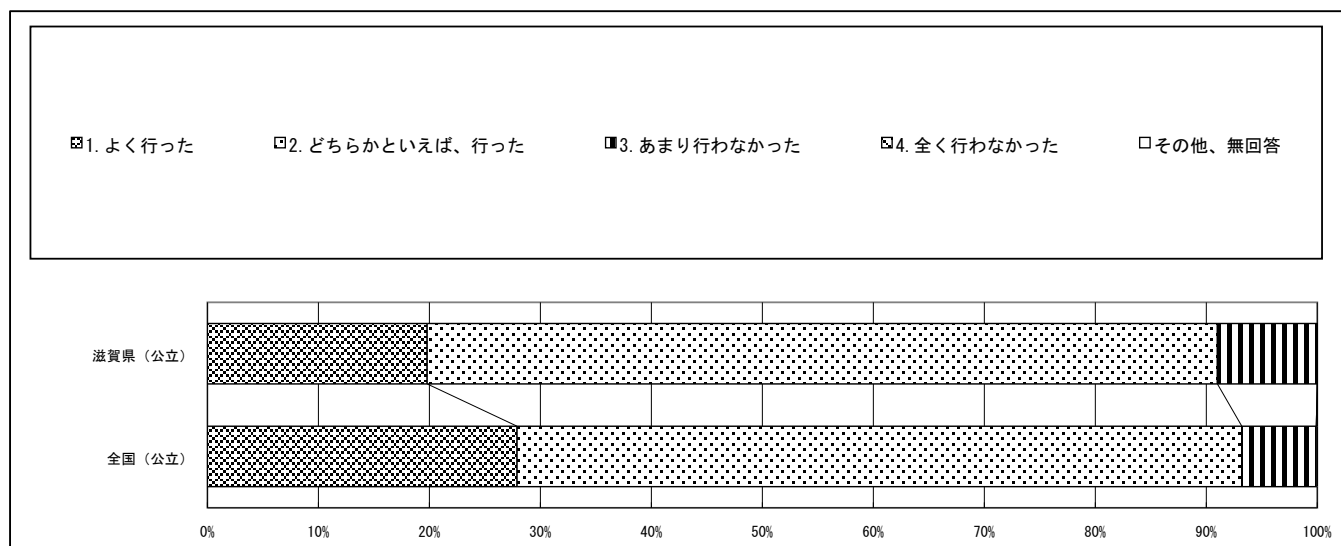 1. よく行った 2. どちらかといえば、行った 3. あまり行わなかった 4. 全く行わなかった その他、無回答
滋賀県（公立）
全国（公立）
0% 10% 20% 30% 40% 50% 60% 70% 80% 90% 100%